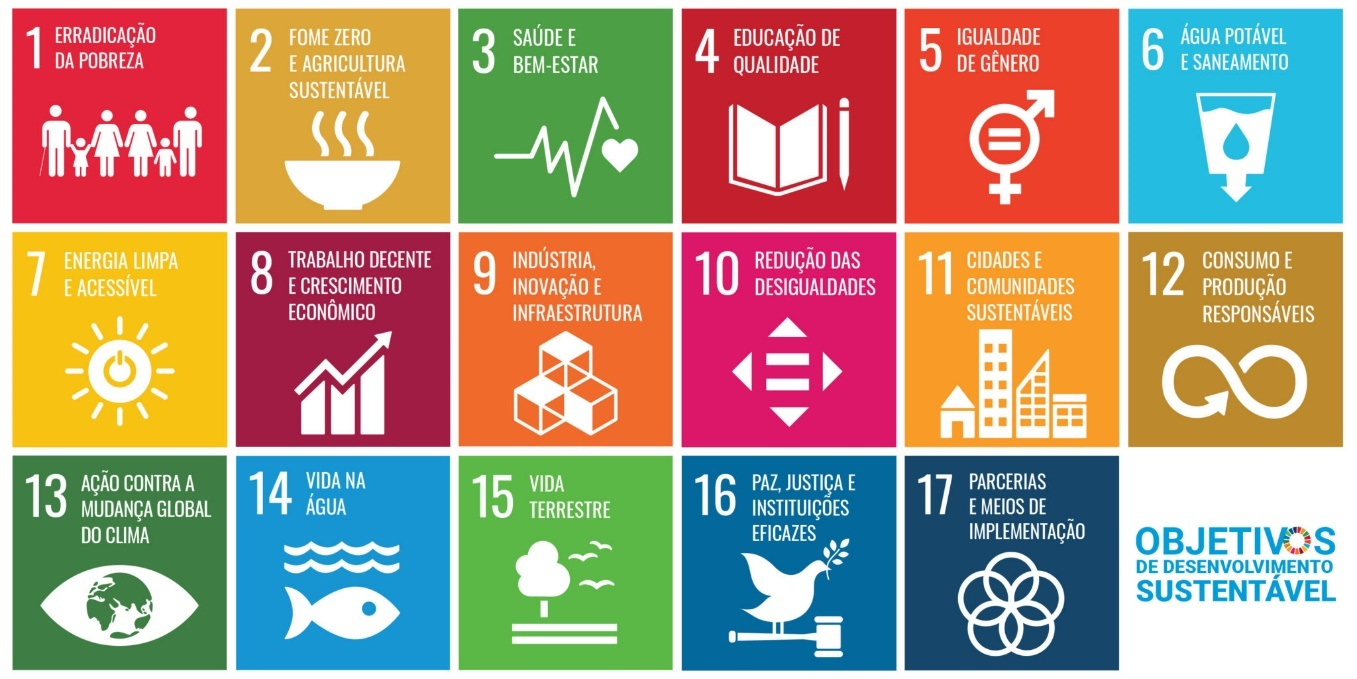 1 ERRADICAÇÃO
DA POBREZA
2 FOME ZERO
E AGRICULTURA
SUSTENTÁVEL
3 SAÚDE E
BEM-ESTAR
4 EDUCAÇÃO DE
QUALIDADE
5 IGUALDADE
DE GÊNERO
6 ÁGUA POTÁVEL
E SANEAMENTO
7 ENERGIA LIMPA
E ACESSÍVEL
8 TRABALHO DECENTE
E CRESCIMENTO
ECONÔMICO
9 INDÚSTRIA,
INOVAÇÃO E
INFRAESTRUTURA
10 REDUÇÃO DAS
DESIGUALDADES
11 CIDADES E
COMUNIDADES
SUSTENTÁVEIS
12 CONSUMO E
PRODUÇÃO
RESPONSÁVEIS
13 AÇÃO CONTRA A
MUDANÇA GLOBAL
DO CLIMA
14 VIDA NA
ÁGUA
15 VIDA
TERRESTRE
16 PAZ, JUSTIÇA E
INSTITUIÇÕES
EFICAZES
17 PARCERIAS
E MEIOS DE
IMPLEMENTAÇÃO
OBJETIVOS
DE DESENVOLVIMENTO
SUSTENTÁVEL